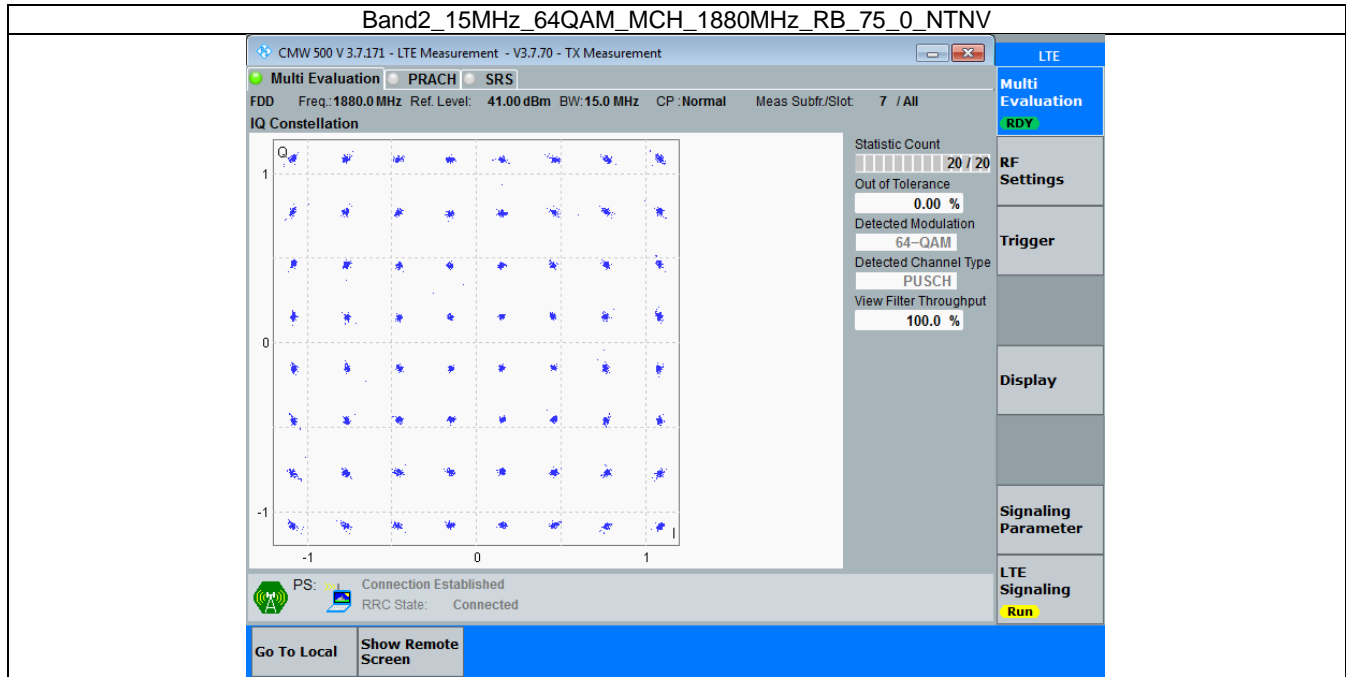 Band2_15MHz_64QAM_MCH_1880MHz_RB_75_0_NTNV
CMW 500 V 3.7.171 - LTE Measurement - V3.7.70 - TX Measurement
LTE
Multi Evaluation PRACH SRS
Multi
Evaluation
RDY
FDD Freq.:1880.0 MHz Ref. Level: 41.00 dBm BW:15.0 MHz CP :Normal Meas Subfr./Slot: 7 / All
IQ Constellation
Q
1
0
-1
-1 0 1
I
Statistic Count
20 / 20
Out of Tolerance
0.00 %
Detected Modulation
64-QAM
Detected Channel Type
PUSCH
View Filter Throughput
100.0 %
RF
Settings
Trigger
Display
Signaling
Parameter
LTE
Signaling
Run
PS: Connection Established
RRC State: Connected
Go To Local
Show Remote
Screen